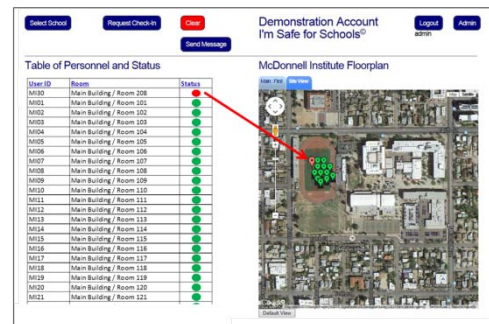 Select School
Request Check-In
Clear
Send Message
Demonstration Account
I'm Safe for Schools©
Logout
Admin
admin
Table of Personnel and Status
User ID Room Status
MI30 Main Building / Room 208
MI01 Main Building / Room 101
MI02 Main Building / Room 102
MI03 Main Building / Room 103
MI04 Main Building / Room 104
MI05 Main Building / Room 105
MI06 Main Building / Room 106
MI07 Main Building / Room 107
MI08 Main Building / Room 108
MI09 Main Building / Room 109
MI10 Main Building / Room 110
MI11 Main Building / Room 111
MI12 Main Building / Room 112
MI13 Main Building / Room 113
MI14 Main Building / Room 114
MI15 Main Building / Room 115
MI16 Main Building / Room 116
MI17 Main Building / Room 117
MI18 Main Building / Room 118
MI19 Main Building / Room 119
MI20 Main Building / Room 120
MI21 Main Building / Room 121
McDonnell Institute Floorplan
Site View
Default View